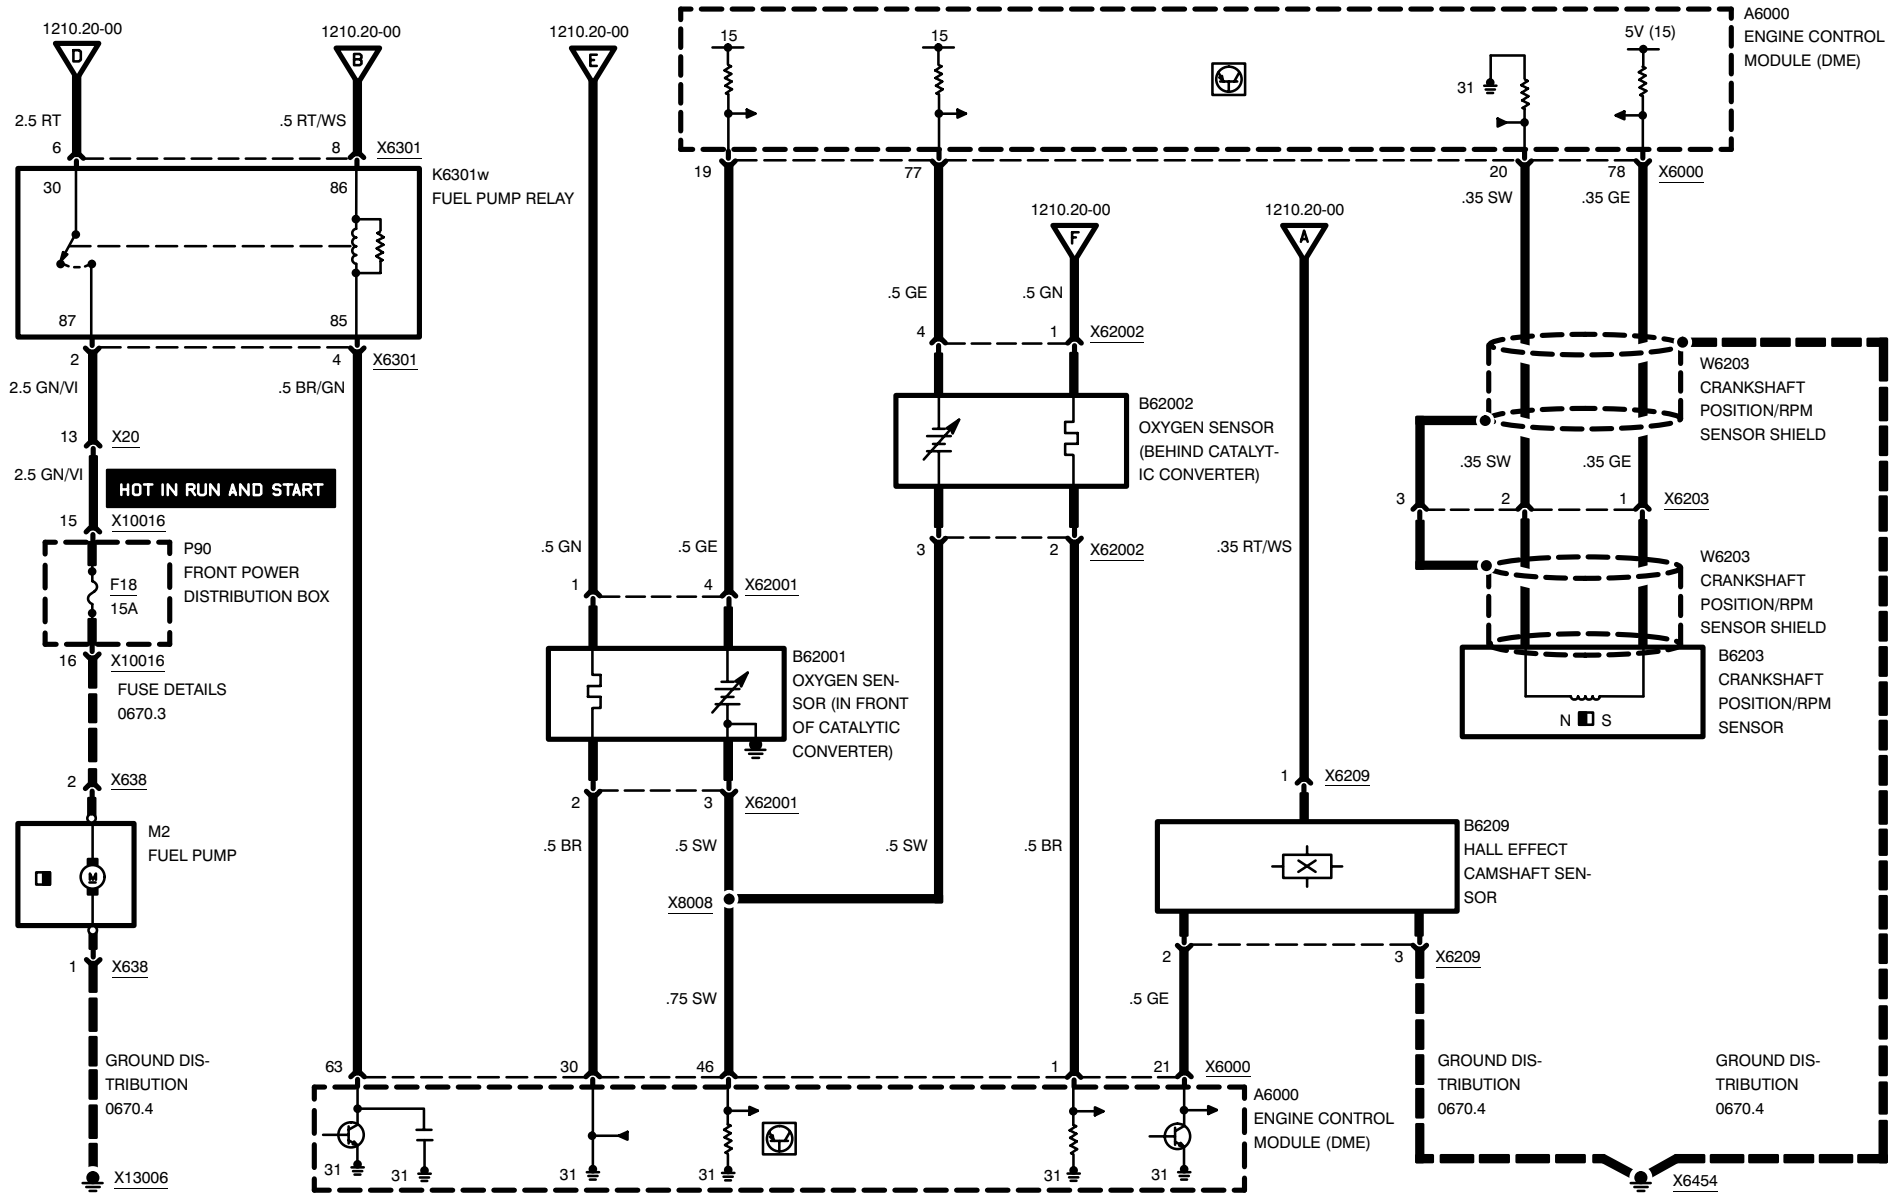 1210.20-00
1210.20-00
1210.20-00
D
B
E
15
15
5V (15)
31
A6000
ENGINE CONTROL
MODULE (DME)
2.5 RT
.5 RT/WS
6
8
X6301
19
77
20
78
X6000
.35 SW
.35 GE
30
86
K6301w
FUEL PUMP RELAY
87
85
2
4
X6301
1210.20-00
F
1210.20-00
A
.5 GE
.5 GN
4
1
X62002
2.5 GN/VI
.5 BR/GN
13
X20
2.5 GN/VI
HOT IN RUN AND START
15
X10016
P90
FRONT POWER
DISTRIBUTION BOX
F18
15A
16
X10016
FUSE DETAILS
0670.3
B62002
OXYGEN SENSOR
(BEHIND CATALYT-
IC CONVERTER)
3
2
X62002
W6203
CRANKSHAFT
POSITION/RPM
SENSOR SHIELD
.35 SW
.35 GE
3
2
1
X6203
W6203
CRANKSHAFT
POSITION/RPM
SENSOR SHIELD
B6203
CRANKSHAFT
POSITION/RPM
SENSOR
N
S
.5 GN
.5 GE
.35 RT/WS
1
4
X62001
B62001
OXYGEN SEN-
SOR (IN FRONT
OF CATALYTIC
CONVERTER)
2
3
X62001
2
X638
M2
FUEL PUMP
M
1
X638
1
X6209
B6209
HALL EFFECT
CAMSHAFT SEN-
SOR
2
3
X6209
.5 BR
.5 SW
.5 SW
.5 BR
X8008
.75 SW
.5 GE
GROUND DIS-
TRIBUTION
0670.4
63
30
46
1
21
X6000
GROUND DIS-
TRIBUTION
0670.4
GROUND DIS-
TRIBUTION
0670.4
A6000
ENGINE CONTROL
MODULE (DME)
31
31
31
31
31
31
X13006
X6454